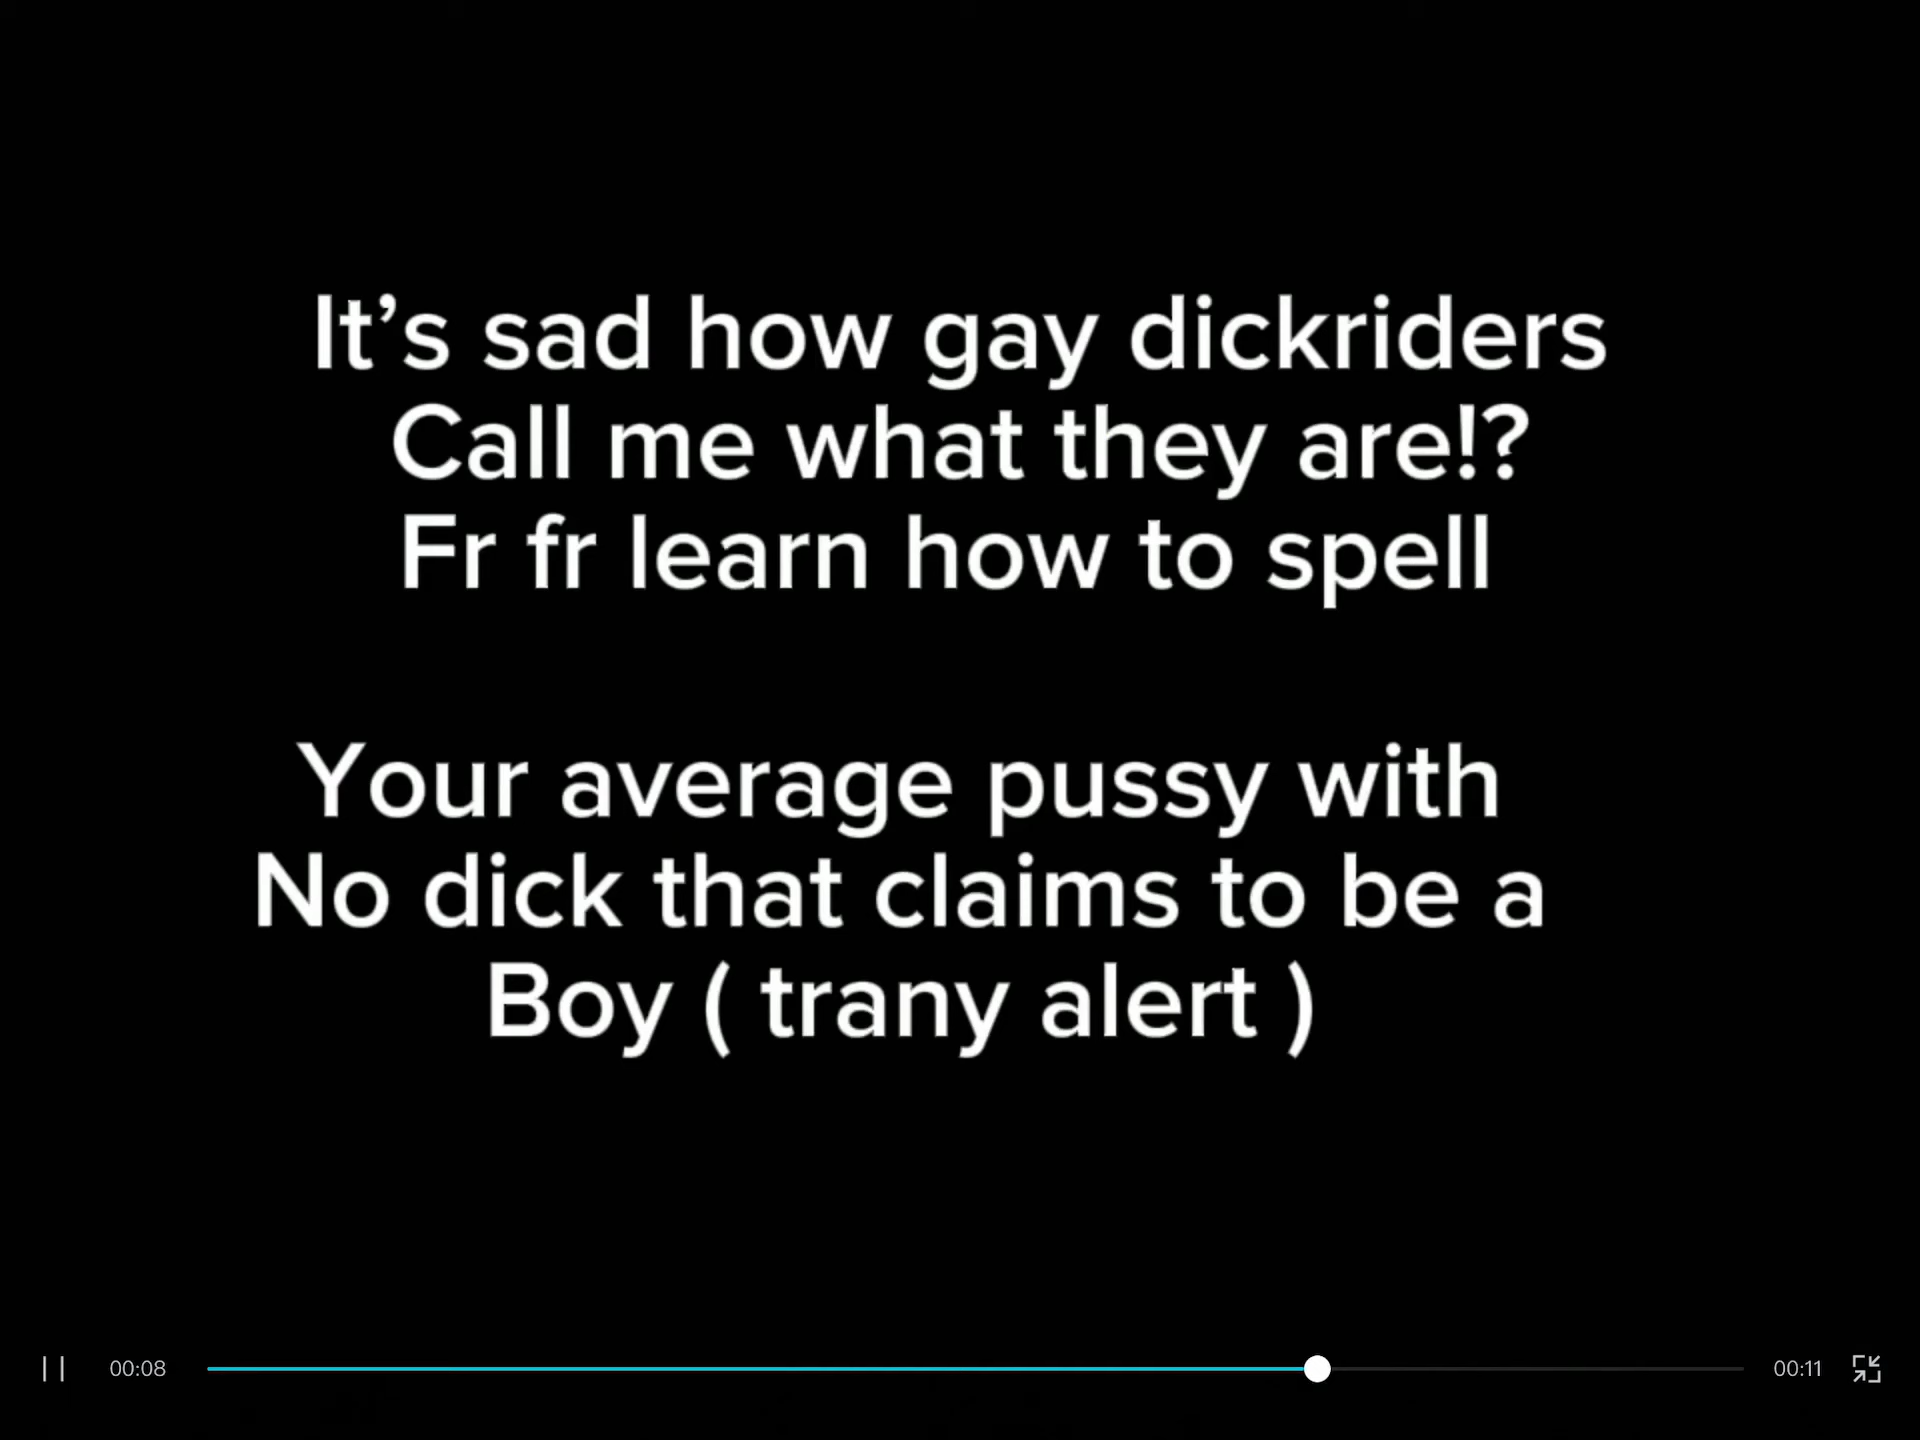 It’s sad how gay dickriders
Call me what they are!?
Fr fr learn how to spell
Your average pussy with
No dick that claims to be a
Boy ( trany alert )
00:08
00:11